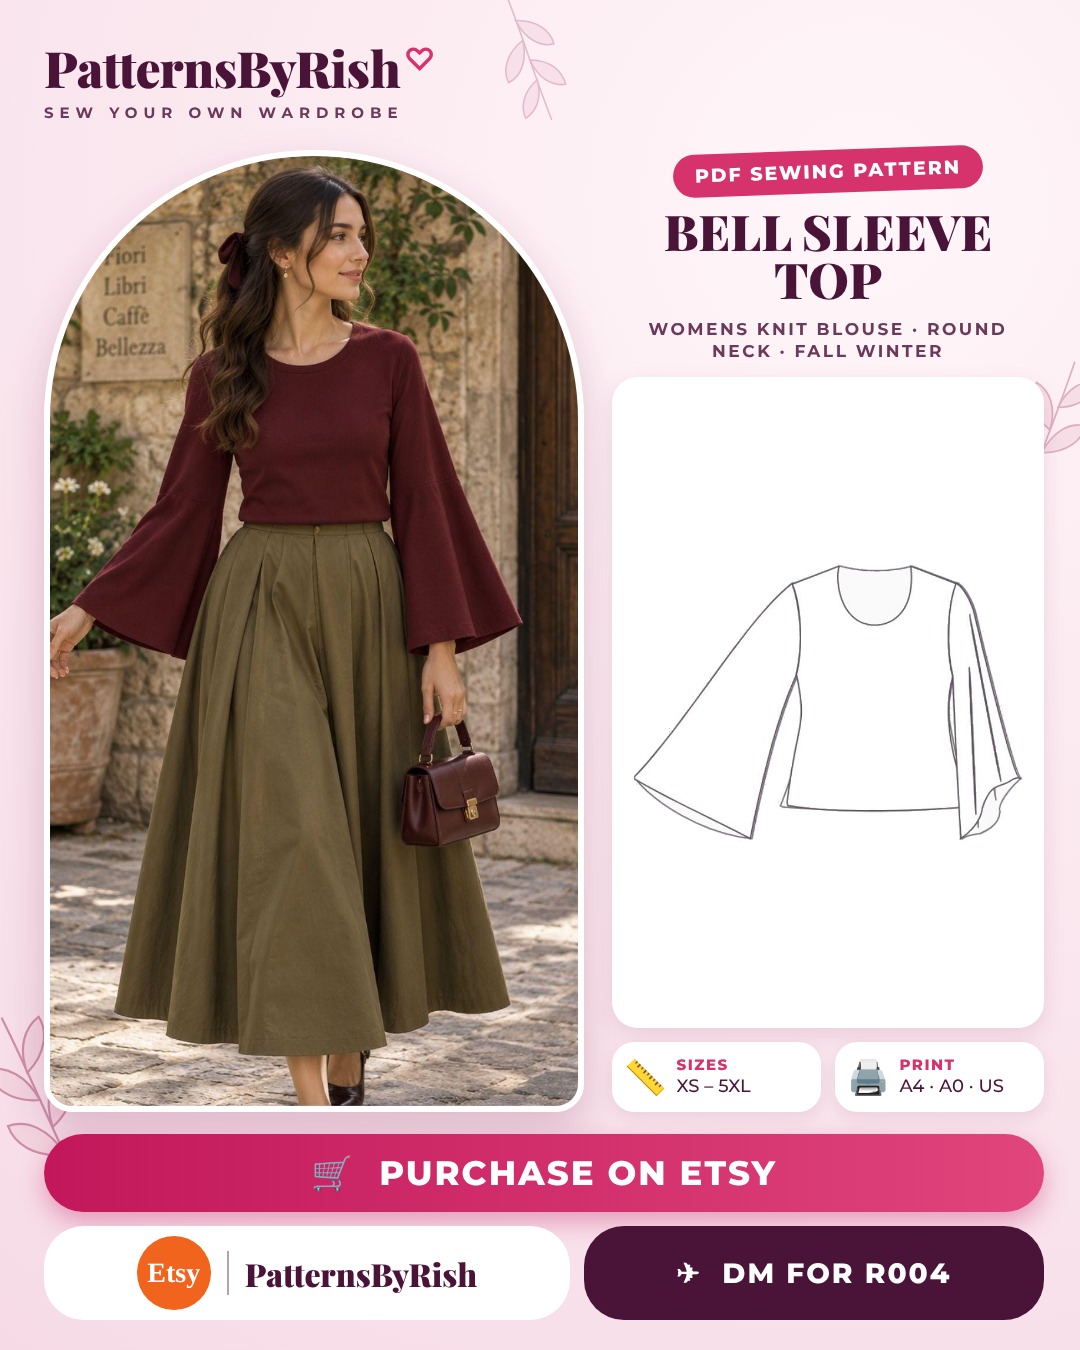 PatternsByRish
SEW YOUR OWN WARDROBE
Fiori
Libri
Caffè
Bellezza
PDF SEWING PATTERN
BELL SLEEVE
TOP
WOMENS KNIT BLOUSE · ROUND
NECK · FALL WINTER
SIZES
XS – 5XL
PRINT
A4 · A0 · US
PURCHASE ON ETSY
Etsy
PatternsByRish
DM FOR R004